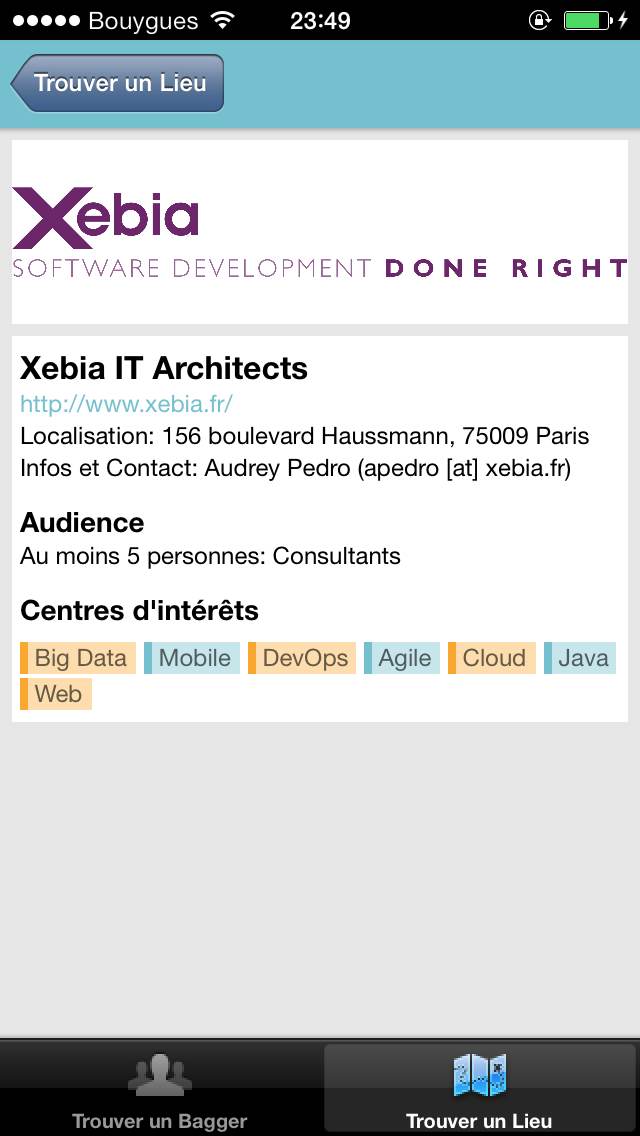 Bouygues 23:49
Trouver un Lieu
Xebia
SOFTWARE DEVELOPMENT DONE RIGHT
Xebia IT Architects
http://www.xebia.fr/
Localisation: 156 boulevard Haussmann, 75009 Paris
Infos et Contact: Audrey Pedro (apedro [at] xebia.fr)
Audience
Au moins 5 personnes: Consultants
Centres d'intérêts
Big Data Mobile DevOps Agile Cloud Java
Web
Trouver un Bagger Trouver un Lieu